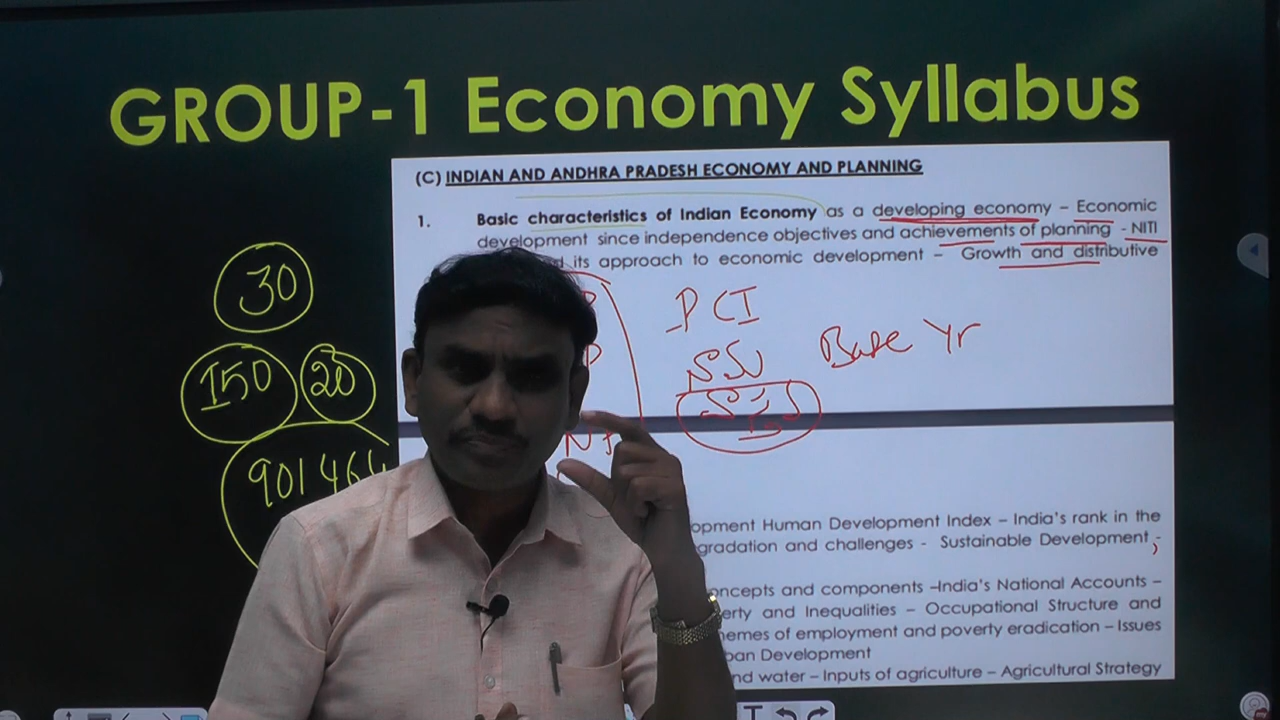 GROUP-1 Economy Syllabus
(C) INDIAN AND ANDHRA PRADESH ECONOMY AND PLANNING
1. Basic characteristics of Indian Economy as a developing economy – Economic
development since independence objectives and achievements of planning - NITI
its approach to economic development – Growth and distributive
30
PCI
Base Yr
150 20
901464
opment Human Development Index – India's rank in the
gradation and challenges - Sustainable Development -
oncepts and components –India's National Accounts –
erty and Inequalities – Occupational Structure and
hemes of employment and poverty eradication – Issues
ban Development
nd water – Inputs of agriculture – Agricultural Strategy